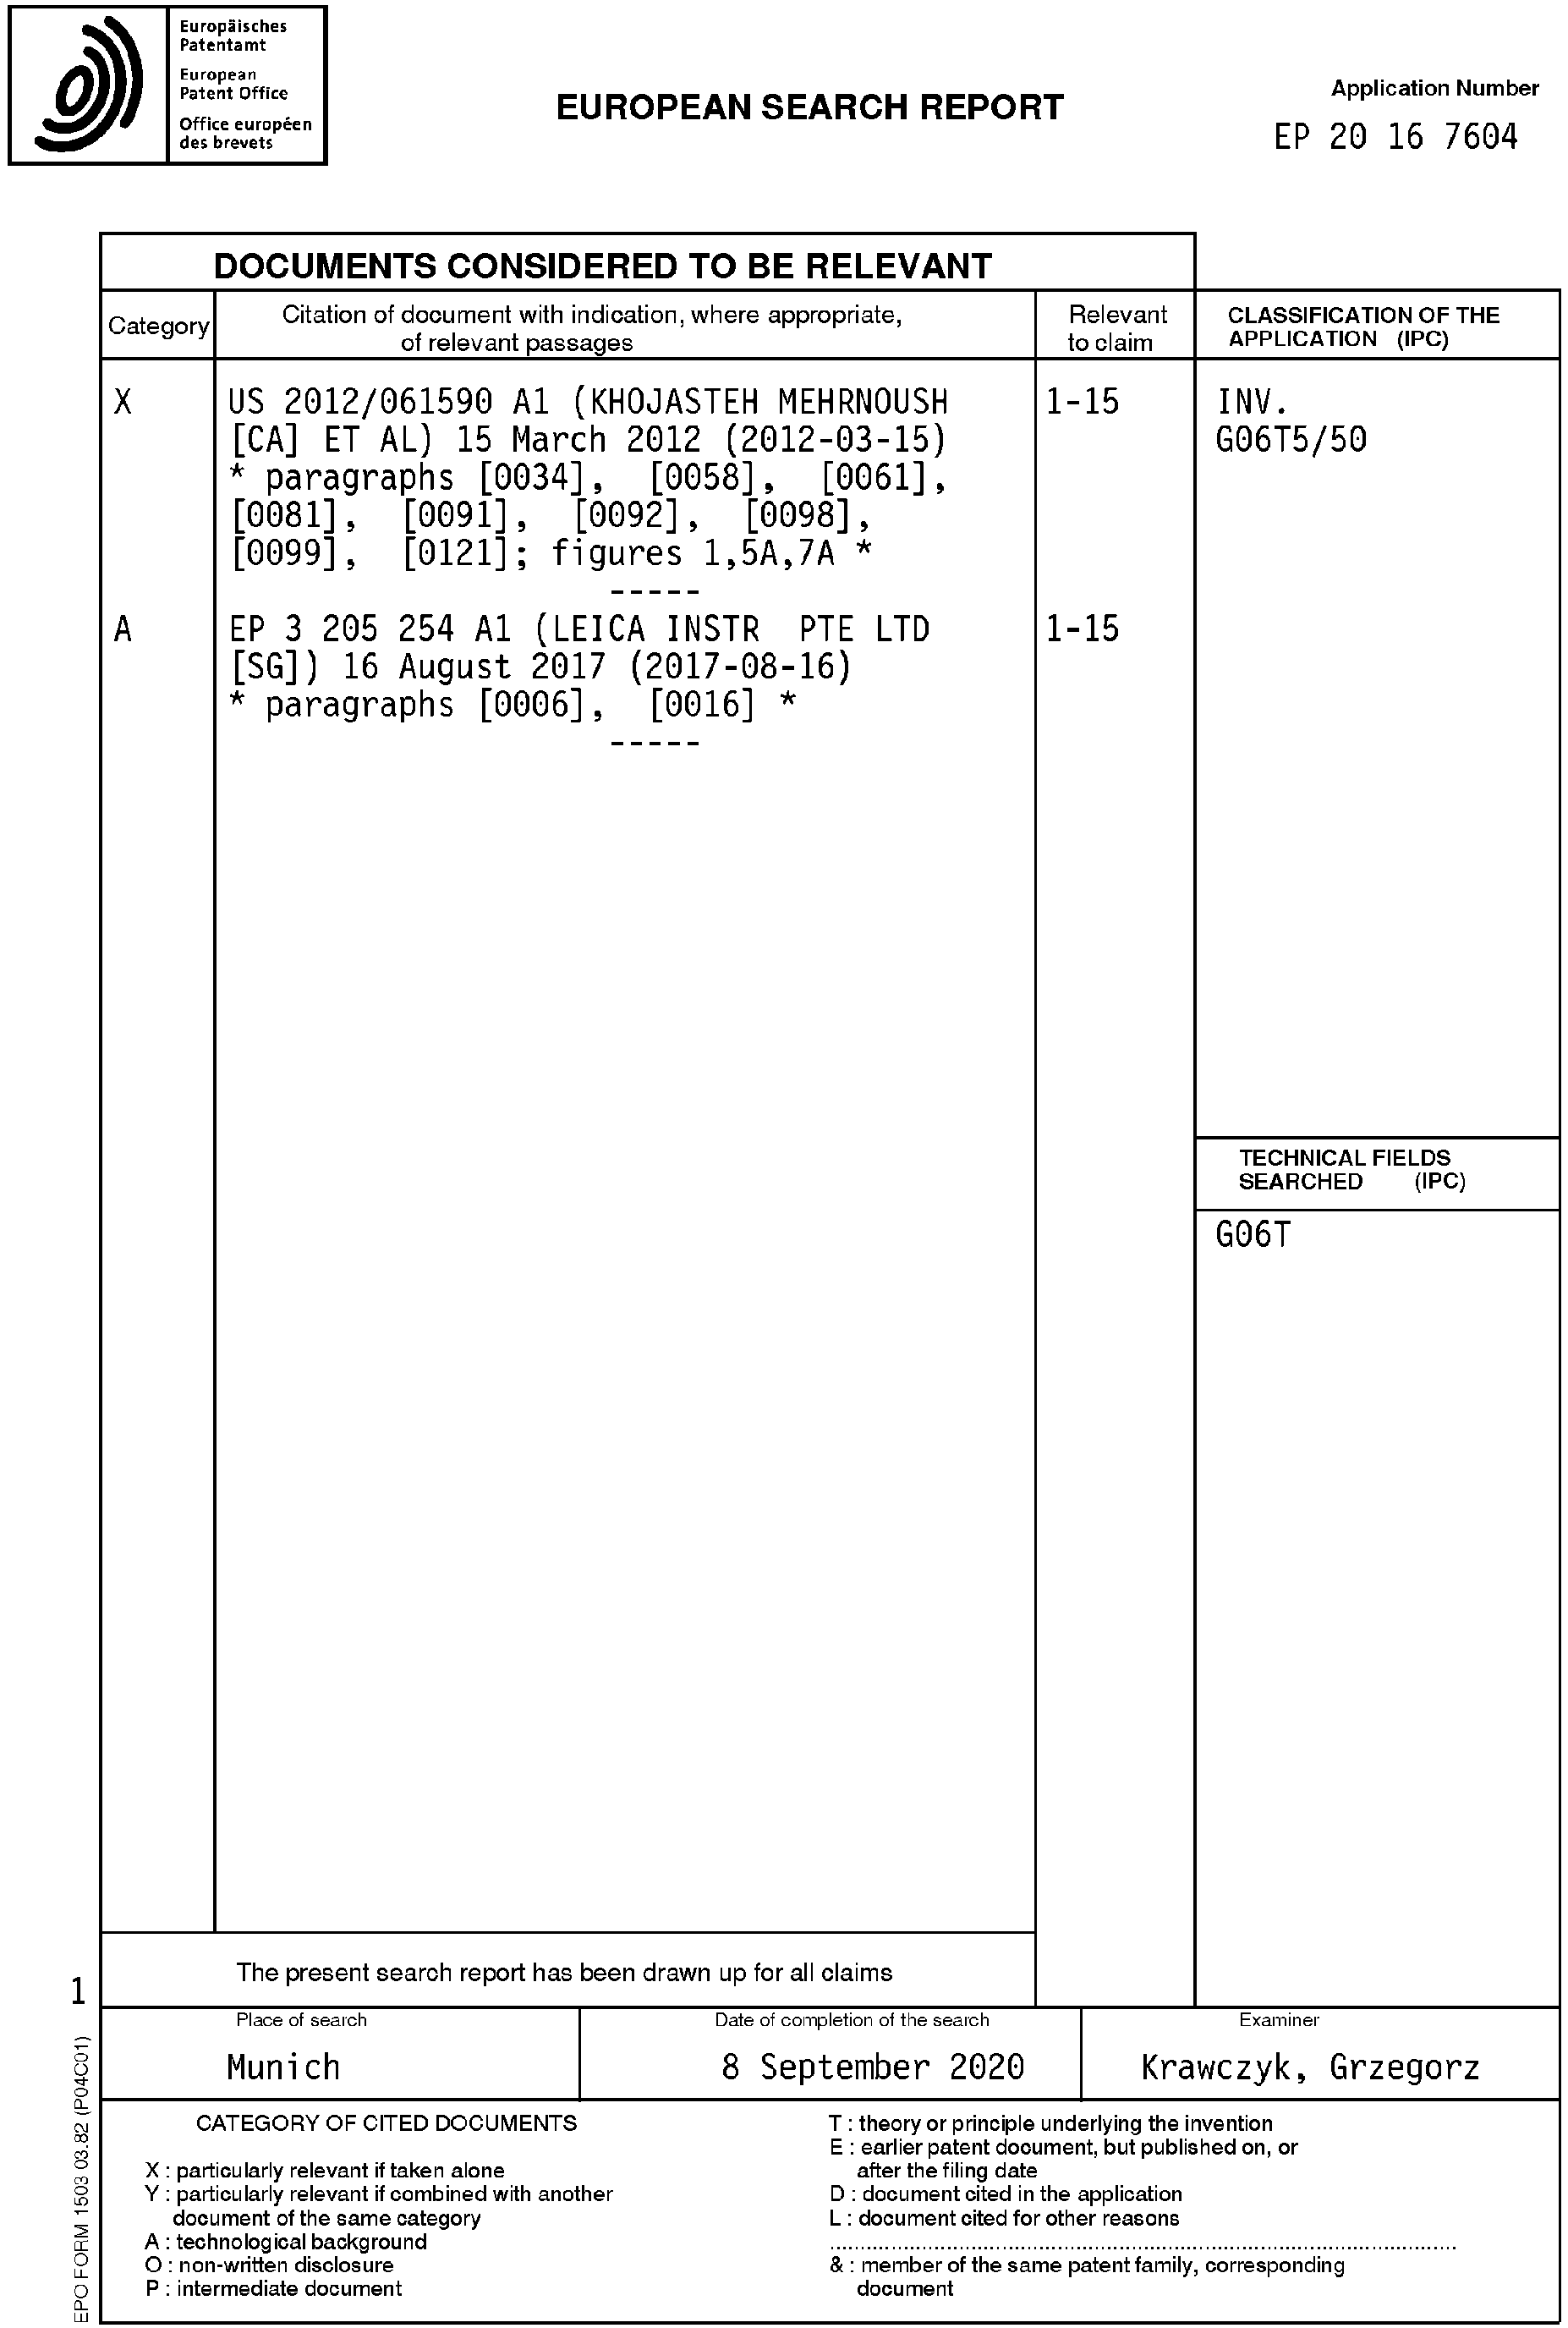 Europäisches
Patentamt
European
Patent Office
Office européen
des brevets
EUROPEAN SEARCH REPORT
Application Number
EP 20 16 7604
DOCUMENTS CONSIDERED TO BE RELEVANT
Category
Citation of document with indication, where appropriate,
of relevant passages
Relevant
to claim
CLASSIFICATION OF THE
APPLICATION (IPC)
X
US 2012/061590 A1 (KHOJASTEH MEHRNOUSH
[CA] ET AL) 15 March 2012 (2012-03-15)
* paragraphs [0034], [0058], [0061],
[0081], [0091], [0092], [0098],
[0099], [0121]; figures 1,5A,7A *
-----
1-15
INV.
G06T5/50
A
EP 3 205 254 A1 (LEICA INSTR PTE LTD
[SG]) 16 August 2017 (2017-08-16)
* paragraphs [0006], [0016] *
-----
1-15
TECHNICAL FIELDS
SEARCHED (IPC)
G06T
The present search report has been drawn up for all claims
1
Place of search
Munich
Date of completion of the search
8 September 2020
Examiner
Krawczyk, Grzegorz
CATEGORY OF CITED DOCUMENTS
X : particularly relevant if taken alone
Y : particularly relevant if combined with another
document of the same category
A : technological background
O : non-written disclosure
P : intermediate document
T : theory or principle underlying the invention
E : earlier patent document, but published on, or
after the filing date
D : document cited in the application
L : document cited for other reasons
& : member of the same patent family, corresponding
document
EPO FORM 1503 03.82 (P04C01)